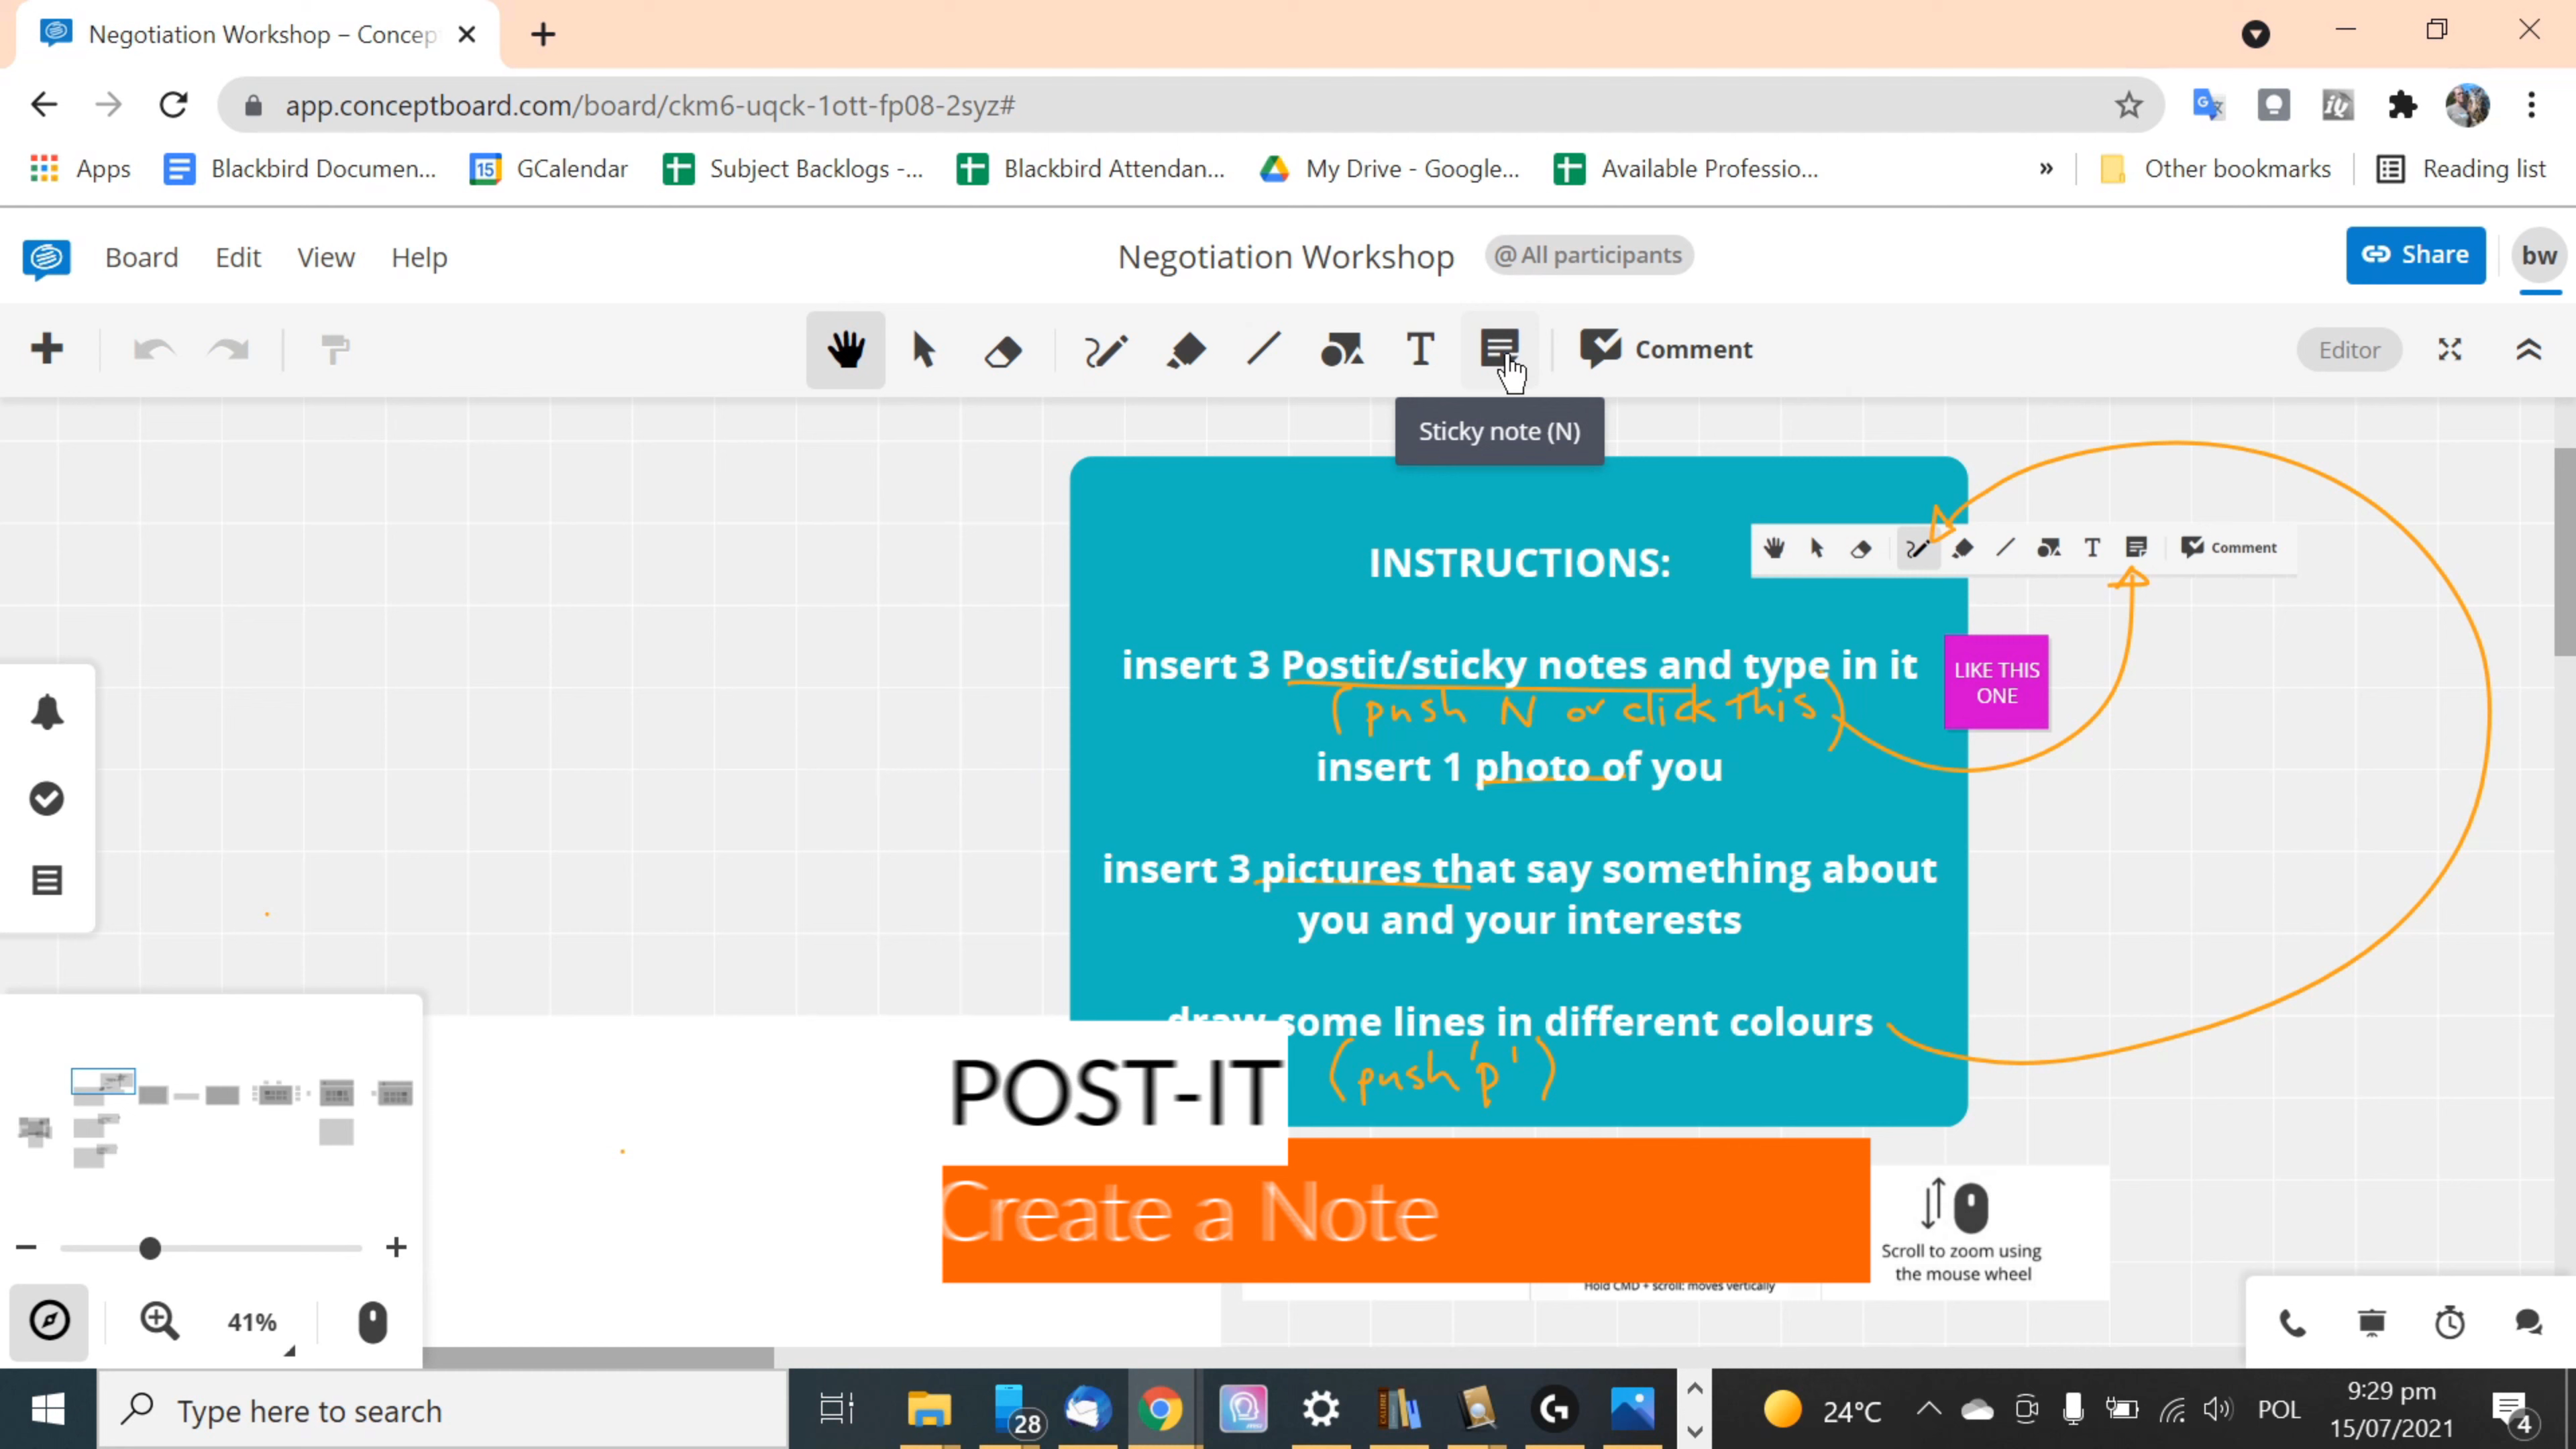 Negotiation Workshop – Concep
app.conceptboard.com/board/ckm6-uqck-1ott-fp08-2syz#
Apps
Blackbird Documen...
15
GCalendar
Subject Backlogs -...
Blackbird Attendan...
My Drive - Google...
Available Professio...
»
Other bookmarks
Reading list
Board
Edit
View
Help
Negotiation Workshop
@ All participants
Share
bw
T
Comment
Editor
Sticky note (N)
INSTRUCTIONS:
T
Comment
insert 3 Postit/sticky notes and type in it
LIKE THIS
ONE
(push N or click this)
insert 1 photo of you
insert 3 pictures that say something about
you and your interests
draw some lines in different colours
(push 'p')
POST-IT
Create a Note
Scroll to zoom using
the mouse wheel
Hold CMD + scroll: moves vertically
41%
Type here to search
28
CALIBRE
24°C
POL
9:29 pm
15/07/2021
4